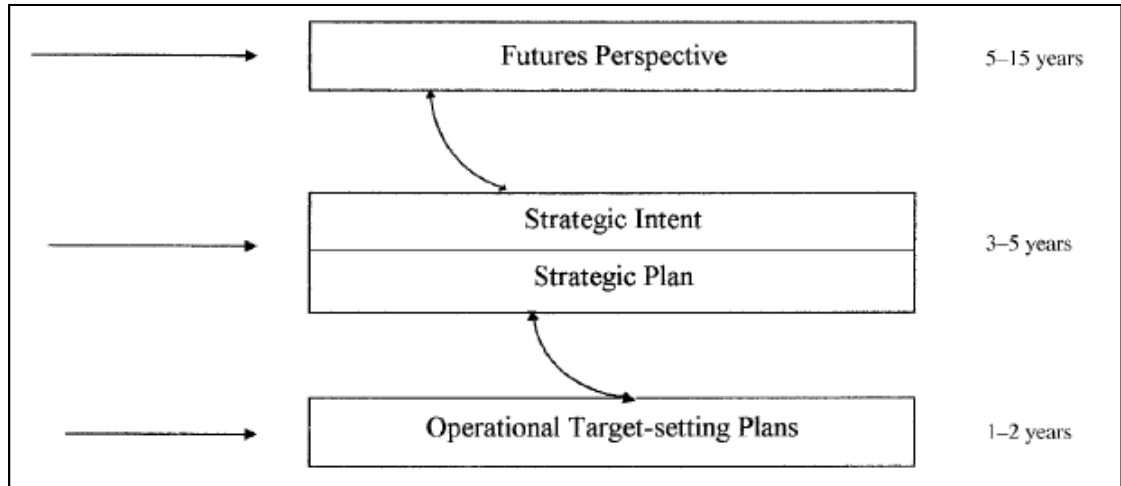 Futures Perspective
5–15 years
Strategic Intent
3–5 years
Strategic Plan
Operational Target-setting Plans
1–2 years